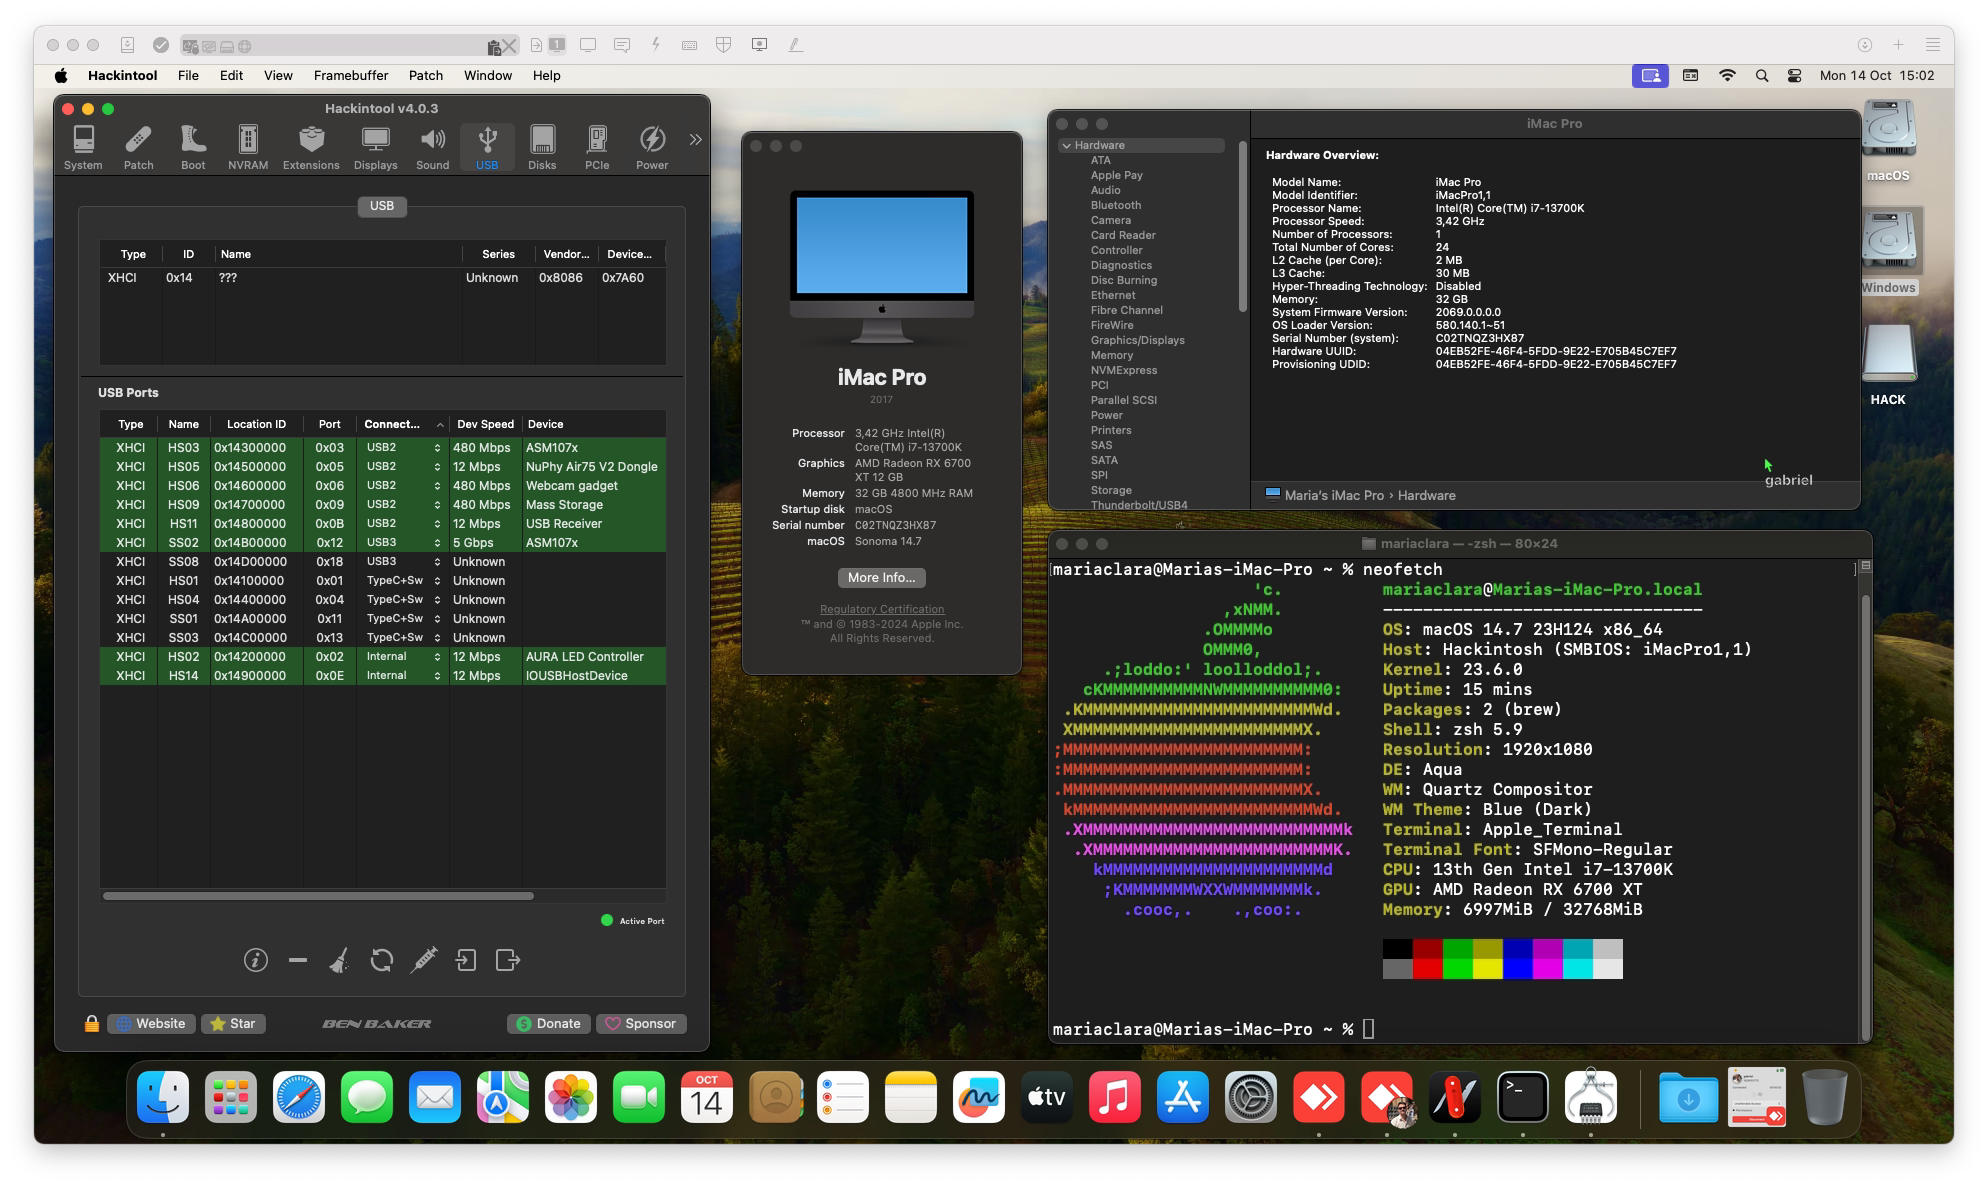 1
Hackintool File Edit View Framebuffer Patch Window Help
Mon 14 Oct 15:02
Hackintool v4.0.3
System Patch Boot NVRAM Extensions Displays Sound USB Disks PCIe Power
USB
Type ID Name Series Vendor... Device...
XHCI 0x14 ??? Unknown 0x8086 0x7A60
USB Ports
Type Name Location ID Port Connect... Dev Speed Device
XHCI HS03 0x14300000 0x03 USB2 480 Mbps ASM107x
XHCI HS05 0x14500000 0x05 USB2 12 Mbps NuPhy Air75 V2 Dongle
XHCI HS06 0x14600000 0x06 USB2 480 Mbps Webcam gadget
XHCI HS09 0x14700000 0x09 USB2 480 Mbps Mass Storage
XHCI HS11 0x14800000 0x0B USB2 12 Mbps USB Receiver
XHCI SS02 0x14B00000 0x12 USB3 5 Gbps ASM107x
XHCI SS08 0x14D00000 0x18 USB3 Unknown
XHCI HS01 0x14100000 0x01 TypeC+Sw Unknown
XHCI HS04 0x14400000 0x04 TypeC+Sw Unknown
XHCI SS01 0x14A00000 0x11 TypeC+Sw Unknown
XHCI SS03 0x14C00000 0x13 TypeC+Sw Unknown
XHCI HS02 0x14200000 0x02 Internal 12 Mbps AURA LED Controller
XHCI HS14 0x14900000 0x0E Internal 12 Mbps IOUSBHostDevice
Active Port
Website Star BEN BAKER Donate Sponsor
iMac Pro
2017
Processor 3,42 GHz Intel(R)
Core(TM) i7-13700K
Graphics AMD Radeon RX 6700
XT 12 GB
Memory 32 GB 4800 MHz RAM
Startup disk macOS
Serial number C02TNQZ3HX87
macOS Sonoma 14.7
More Info...
Regulatory Certification
™ and © 1983-2024 Apple Inc.
All Rights Reserved.
iMac Pro
Hardware
ATA
Apple Pay
Audio
Bluetooth
Camera
Card Reader
Controller
Diagnostics
Disc Burning
Ethernet
Fibre Channel
FireWire
Graphics/Displays
Memory
NVMExpress
PCI
Parallel SCSI
Power
Printers
SAS
SATA
SPI
Storage
Thunderbolt/USB4
Hardware Overview:
Model Name: iMac Pro
Model Identifier: iMacPro1,1
Processor Name: Intel(R) Core(TM) i7-13700K
Processor Speed: 3,42 GHz
Number of Processors: 1
Total Number of Cores: 24
L2 Cache (per Core): 2 MB
L3 Cache: 30 MB
Hyper-Threading Technology: Disabled
Memory: 32 GB
System Firmware Version: 2069.0.0.0.0
OS Loader Version: 580.140.1~51
Serial Number (system): C02TNQZ3HX87
Hardware UUID: 04EB52FE-46F4-5FDD-9E22-E705B45C7EF7
Provisioning UDID: 04EB52FE-46F4-5FDD-9E22-E705B45C7EF7
gabriel
Maria's iMac Pro › Hardware
macOS
Windows
HACK
mariaclara — -zsh — 80×24
[mariaclara@Marias-iMac-Pro ~ % neofetch ]
'c. mariaclara@Marias-iMac-Pro.local
,xNMM. --------------------------------
.OMMMMo OS: macOS 14.7 23H124 x86_64
OMMM0, Host: Hackintosh (SMBIOS: iMacPro1,1)
.;loddo:' loolloddol;. Kernel: 23.6.0
cKMMMMMMMMMMNWMMMMMMMMMM0: Uptime: 15 mins
.KMMMMMMMMMMMMMMMMMMMMMMMWd. Packages: 2 (brew)
XMMMMMMMMMMMMMMMMMMMMMMMX. Shell: zsh 5.9
;MMMMMMMMMMMMMMMMMMMMMMMM: Resolution: 1920x1080
:MMMMMMMMMMMMMMMMMMMMMMMM: DE: Aqua
.MMMMMMMMMMMMMMMMMMMMMMMMX. WM: Quartz Compositor
kMMMMMMMMMMMMMMMMMMMMMMMMWd. WM Theme: Blue (Dark)
.XMMMMMMMMMMMMMMMMMMMMMMMMMMk Terminal: Apple_Terminal
.XMMMMMMMMMMMMMMMMMMMMMMMMK. Terminal Font: SFMono-Regular
kMMMMMMMMMMMMMMMMMMMMMMd CPU: 13th Gen Intel i7-13700K
;KMMMMMMMWXXWMMMMMMMk. GPU: AMD Radeon RX 6700 XT
.cooc,. .,coo:. Memory: 6997MiB / 32768MiB
mariaclara@Marias-iMac-Pro ~ %
OCT
14
tv
>_